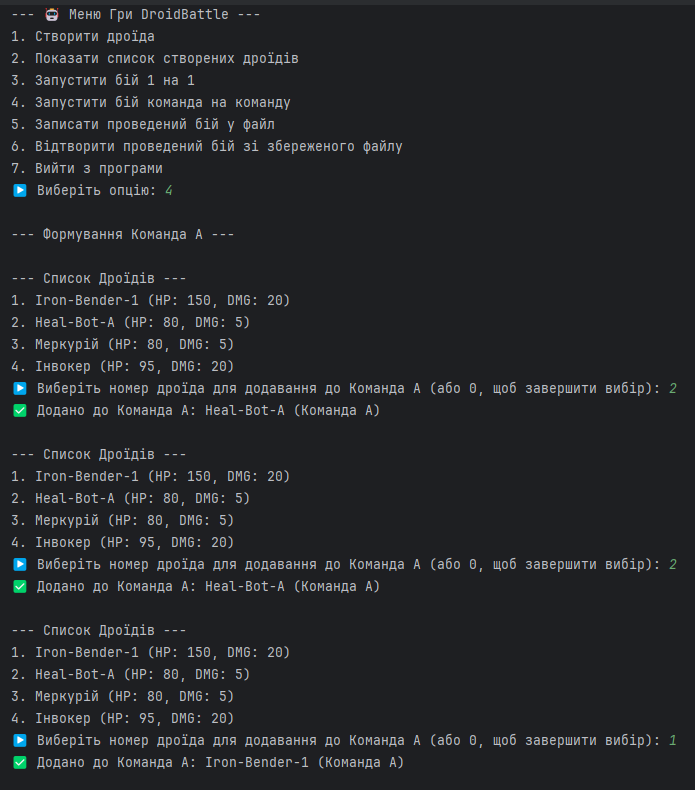 --- 🤖 Меню Гри DroidBattle ---
1. Створити дроїда
2. Показати список створених дроїдів
3. Запустити бій 1 на 1
4. Запустити бій команда на команду
5. Записати проведений бій у файл
6. Відтворити проведений бій зі збереженого файлу
7. Вийти з програми
▶️ Виберіть опцію: 4
--- Формування Команда А ---
--- Список Дроїдів ---
1. Iron-Bender-1 (HP: 150, DMG: 20)
2. Heal-Bot-A (HP: 80, DMG: 5)
3. Меркурій (HP: 80, DMG: 5)
4. Інвокер (HP: 95, DMG: 20)
▶️ Виберіть номер дроїда для додавання до Команда А (або 0, щоб завершити вибір): 2
✅ Додано до Команда А: Heal-Bot-A (Команда А)
--- Список Дроїдів ---
1. Iron-Bender-1 (HP: 150, DMG: 20)
2. Heal-Bot-A (HP: 80, DMG: 5)
3. Меркурій (HP: 80, DMG: 5)
4. Інвокер (HP: 95, DMG: 20)
▶️ Виберіть номер дроїда для додавання до Команда А (або 0, щоб завершити вибір): 2
✅ Додано до Команда А: Heal-Bot-A (Команда А)
--- Список Дроїдів ---
1. Iron-Bender-1 (HP: 150, DMG: 20)
2. Heal-Bot-A (HP: 80, DMG: 5)
3. Меркурій (HP: 80, DMG: 5)
4. Інвокер (HP: 95, DMG: 20)
▶️ Виберіть номер дроїда для додавання до Команда А (або 0, щоб завершити вибір): 1
✅ Додано до Команда А: Iron-Bender-1 (Команда А)